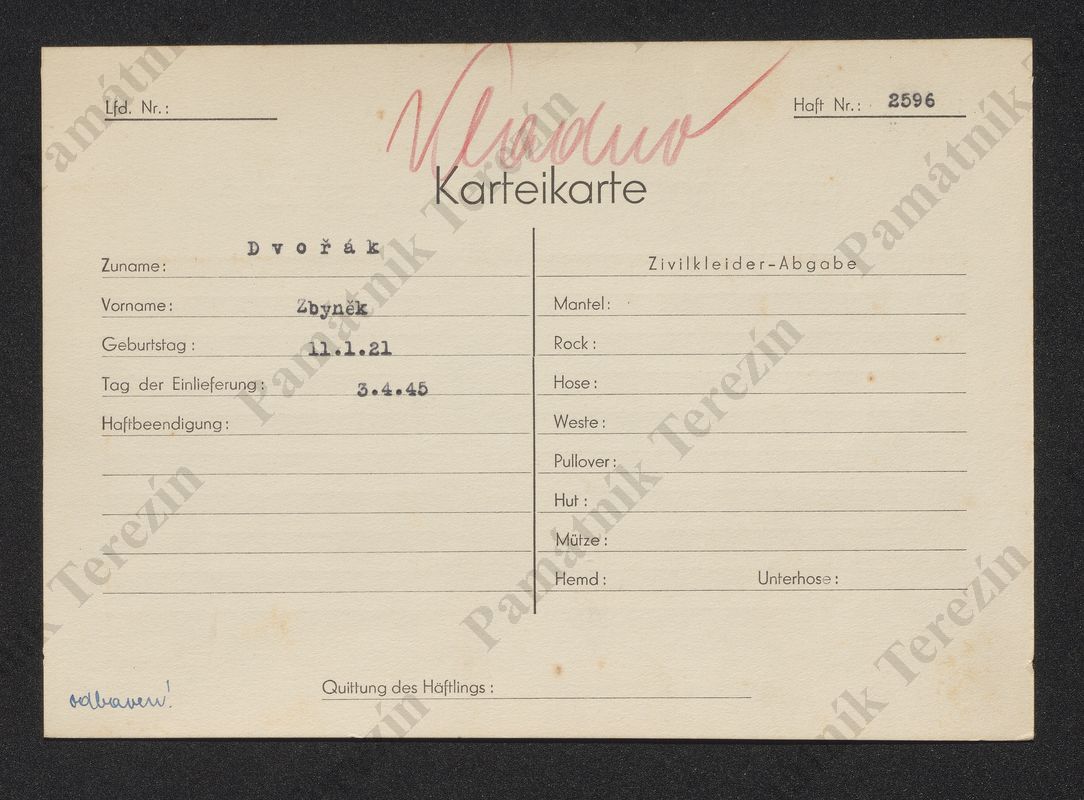 Lfd. Nr.:
Haft Nr.: 2596
Kladno
Karteikarte
Zuname: Dvořák
Vorname: Zbyněk
Geburtstag: 11.1.21
Tag der Einlieferung: 3.4.45
Haftbeendigung:
Zivilkleider-Abgabe
Mantel:
Rock:
Hose:
Weste:
Pullover:
Hut:
Mütze:
Hemd: Unterhose:
Quittung des Häftlings:
odbaven!
Památník Terezín